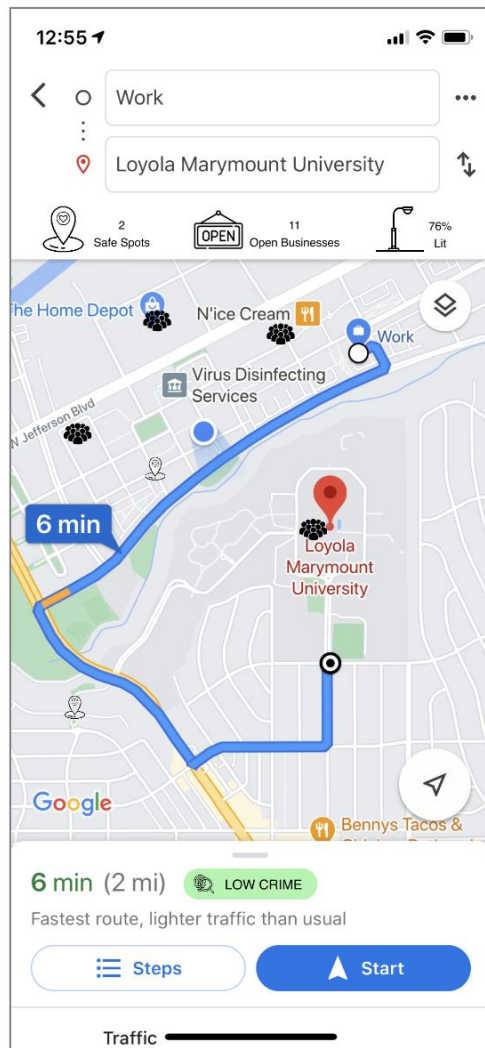 12:55
Work
Loyola Marymount University
2
Safe Spots
OPEN
11
Open Businesses
76%
Lit
The Home Depot
N'ice Cream
Work
Virus Disinfecting
Services
W Jefferson Blvd
6 min
Loyola
Marymount
University
Google
Bennys Tacos &
6 min (2 mi)
LOW CRIME
Fastest route, lighter traffic than usual
Steps
Start
Traffic